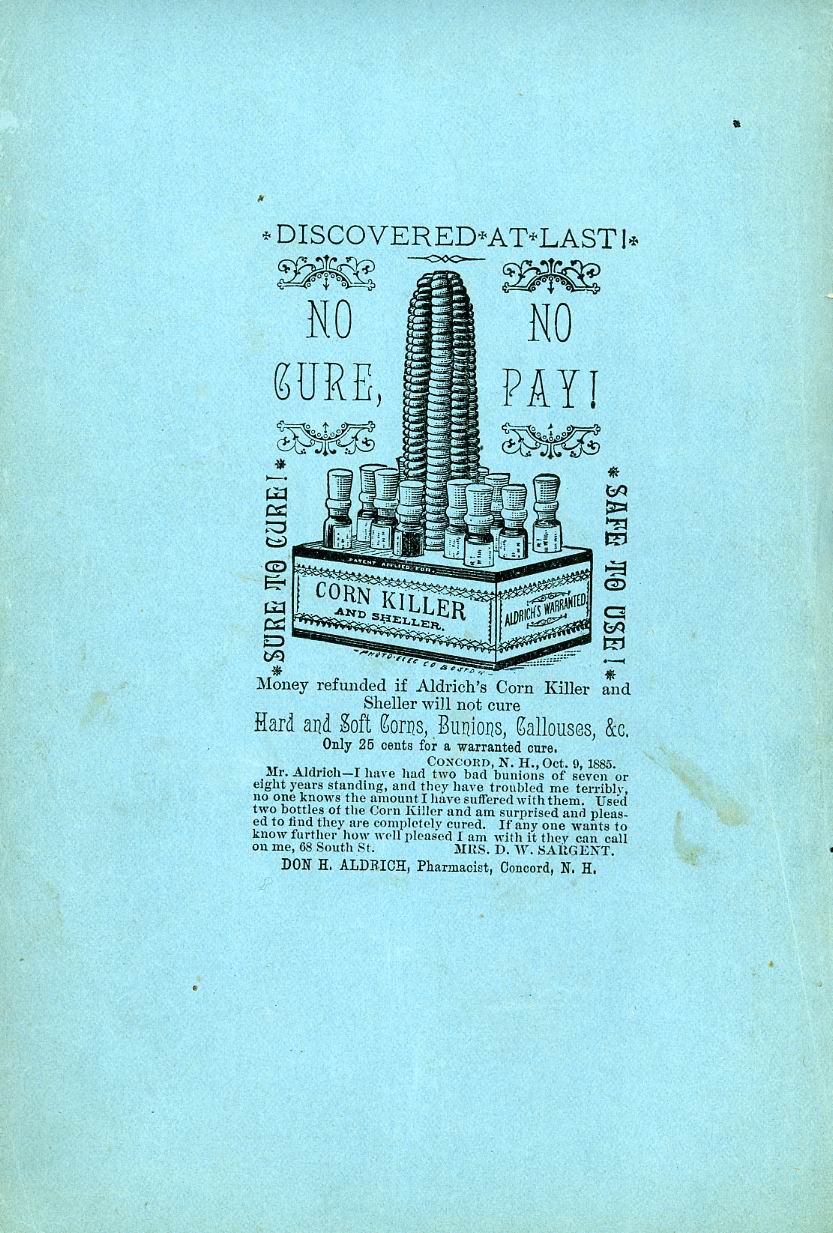 DISCOVERED AT LAST!
NO
CURE,
NO
PAY!
SURE TO CURE!
SAFE TO USE!
PATENT APPLIED FOR.
CORN KILLER
AND SHELLER.
ALDRICH'S WARRANTED
PHOTO-ELEC CO BOSTON
Money refunded if Aldrich's Corn Killer and
Sheller will not cure
Hard and Soft Corns, Bunions, Callouses, &c.
Only 25 cents for a warranted cure.
CONCORD, N. H., Oct. 9, 1885.
Mr. Aldrich—I have had two bad bunions of seven or
eight years standing, and they have troubled me terribly,
no one knows the amount I have suffered with them. Used
two bottles of the Corn Killer and am surprised and pleas-
ed to find they are completely cured. If any one wants to
know further how well pleased I am with it they can call
on me, 68 South St. MRS. D. W. SARGENT.
DON H. ALDRICH, Pharmacist, Concord, N. H.